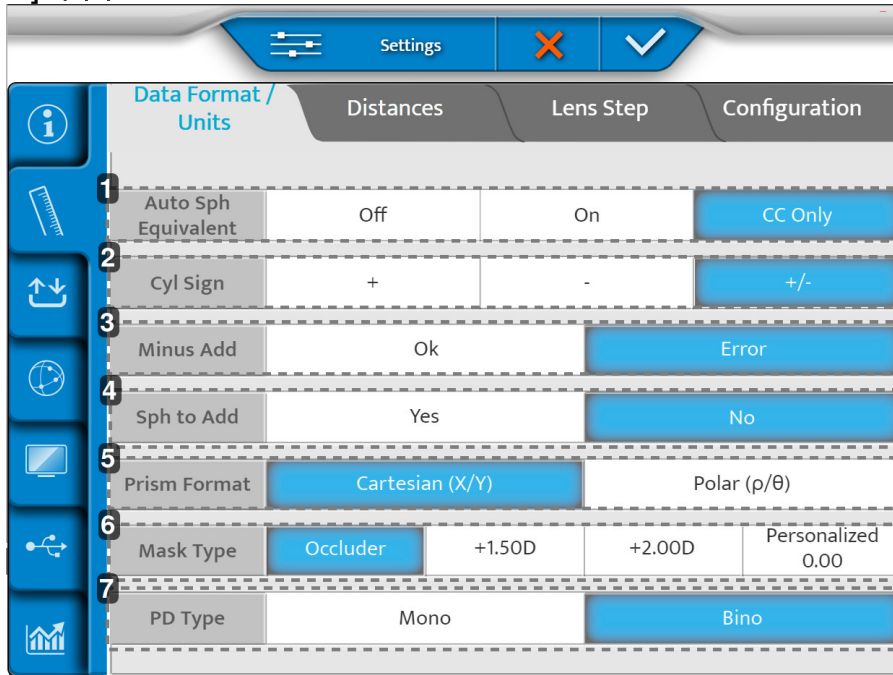 Settings
Data Format /
Units
Distances
Lens Step
Configuration
1
Auto Sph
Equivalent
Off
On
CC Only
2
Cyl Sign
+
-
+/-
3
Minus Add
Ok
Error
4
Sph to Add
Yes
No
5
Prism Format
Cartesian (X/Y)
Polar (ρ/θ)
6
Mask Type
Occluder
+1.50D
+2.00D
Personalized
0.00
7
PD Type
Mono
Bino